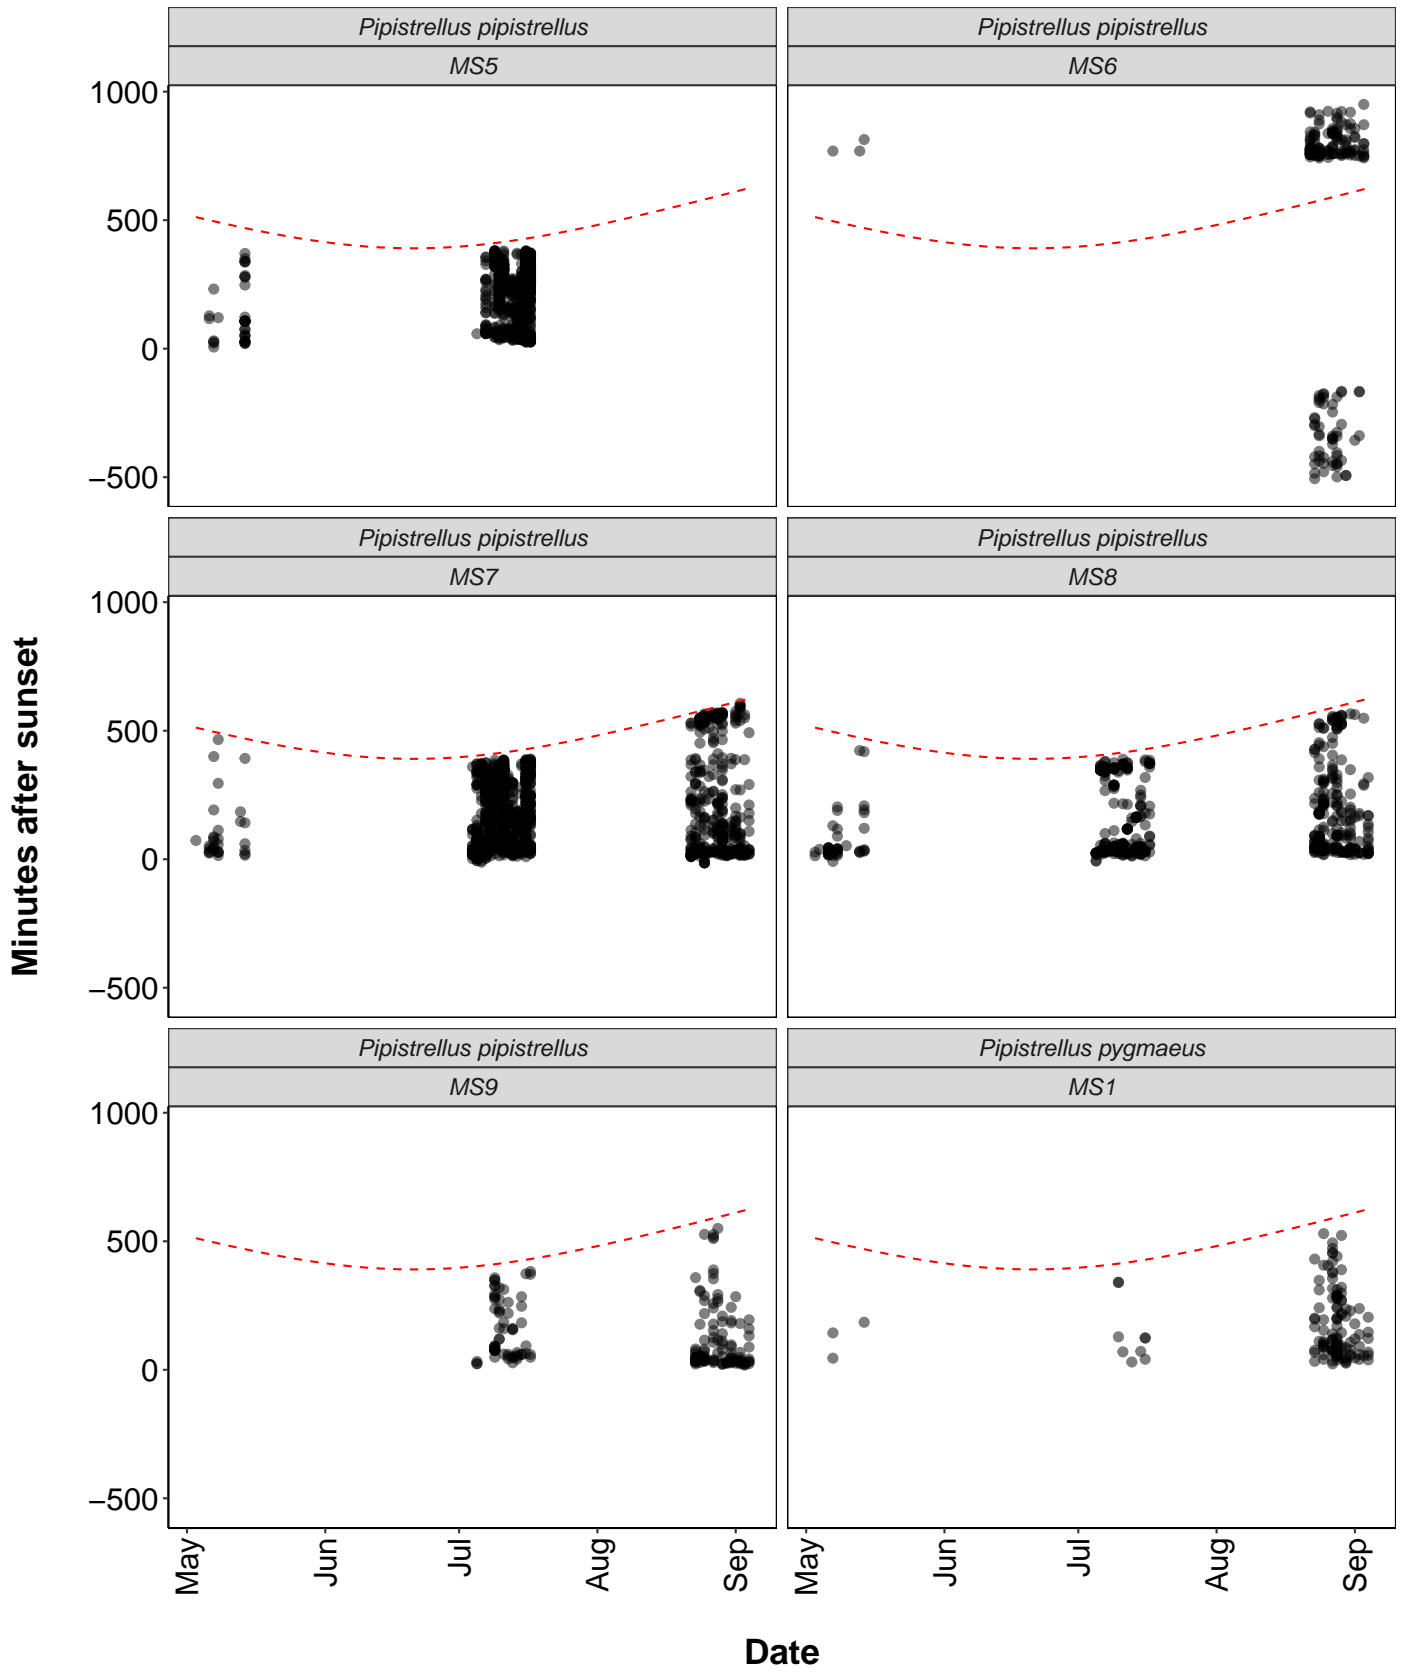 Pipistrellus pipistrellus Pipistrellus pipistrellus
MS5 MS6
1000
500
0
−500
Pipistrellus pipistrellus Pipistrellus pipistrellus
MS7 MS8
1000
500
0
−500
Minutes after sunset
Pipistrellus pipistrellus Pipistrellus pygmaeus
MS9 MS1
1000
500
0
−500
May Jun Jul Aug Sep May Jun Jul Aug Sep
Date